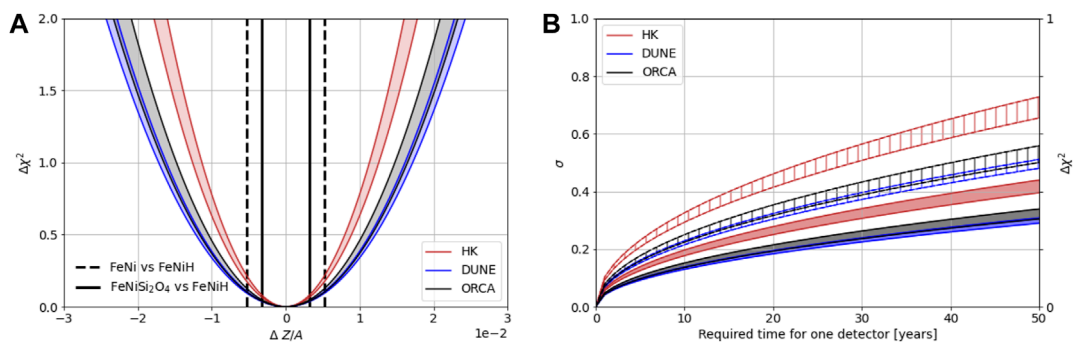 A
Δχ²
2.0
1.5
1.0
0.5
0.0
FeNi vs FeNiH
FeNiSi₂O₄ vs FeNiH
HK
DUNE
ORCA
−3 −2 −1 0 1 2 3
1e−2
Δ Z/A
B
σ
1.0
0.8
0.6
0.4
0.2
0.0
HK
DUNE
ORCA
0 10 20 30 40 50
Required time for one detector [years]
1
0
Δχ²